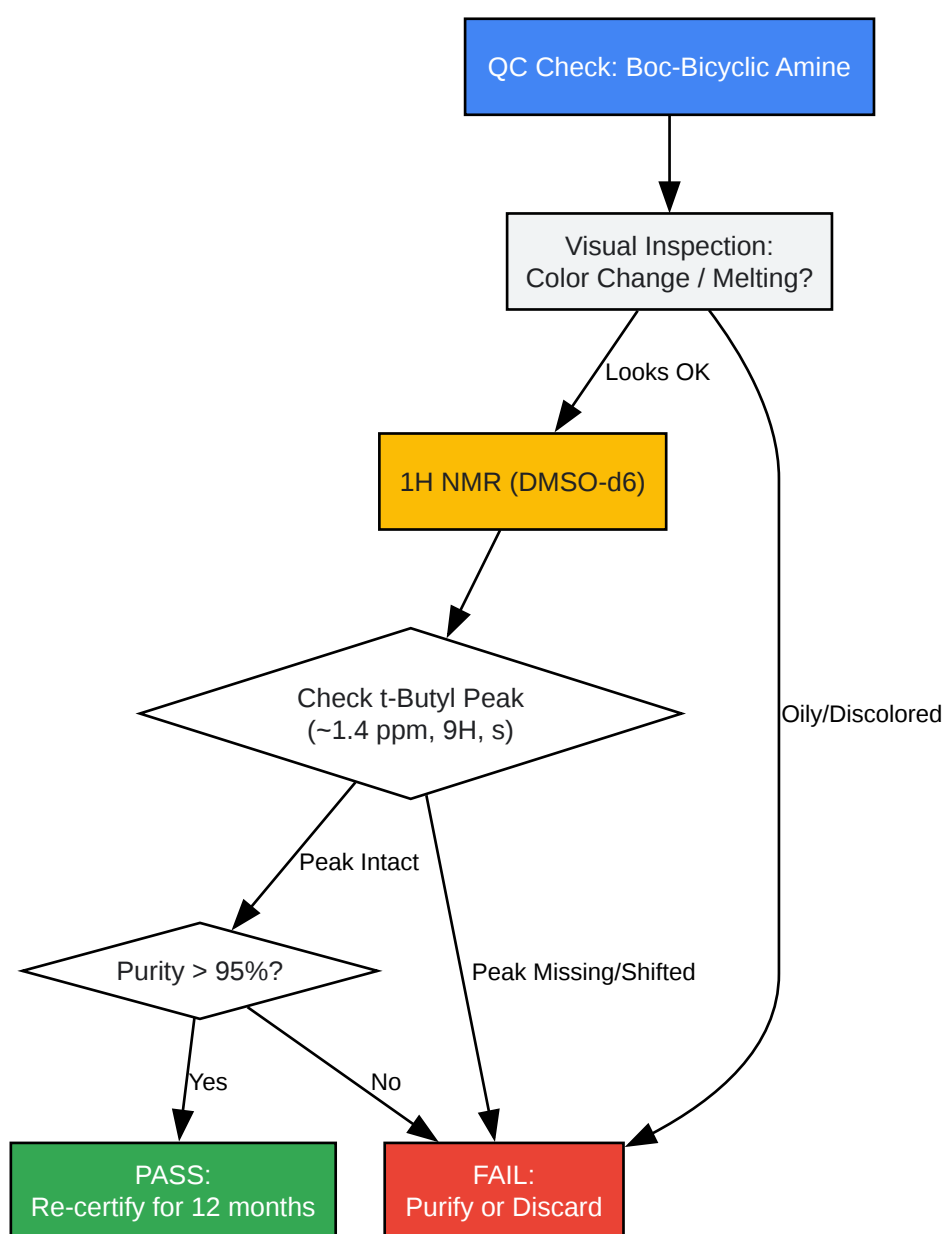 QC Check: Boc-Bicyclic Amine
Visual Inspection:
Color Change / Melting?
Looks OK
1H NMR (DMSO-d6)
Check t-Butyl Peak
(~1.4 ppm, 9H, s)
Oily/Discolored
Peak Intact
Purity > 95%?
Peak Missing/Shifted
Yes
No
PASS:
Re-certify for 12 months
FAIL:
Purify or Discard